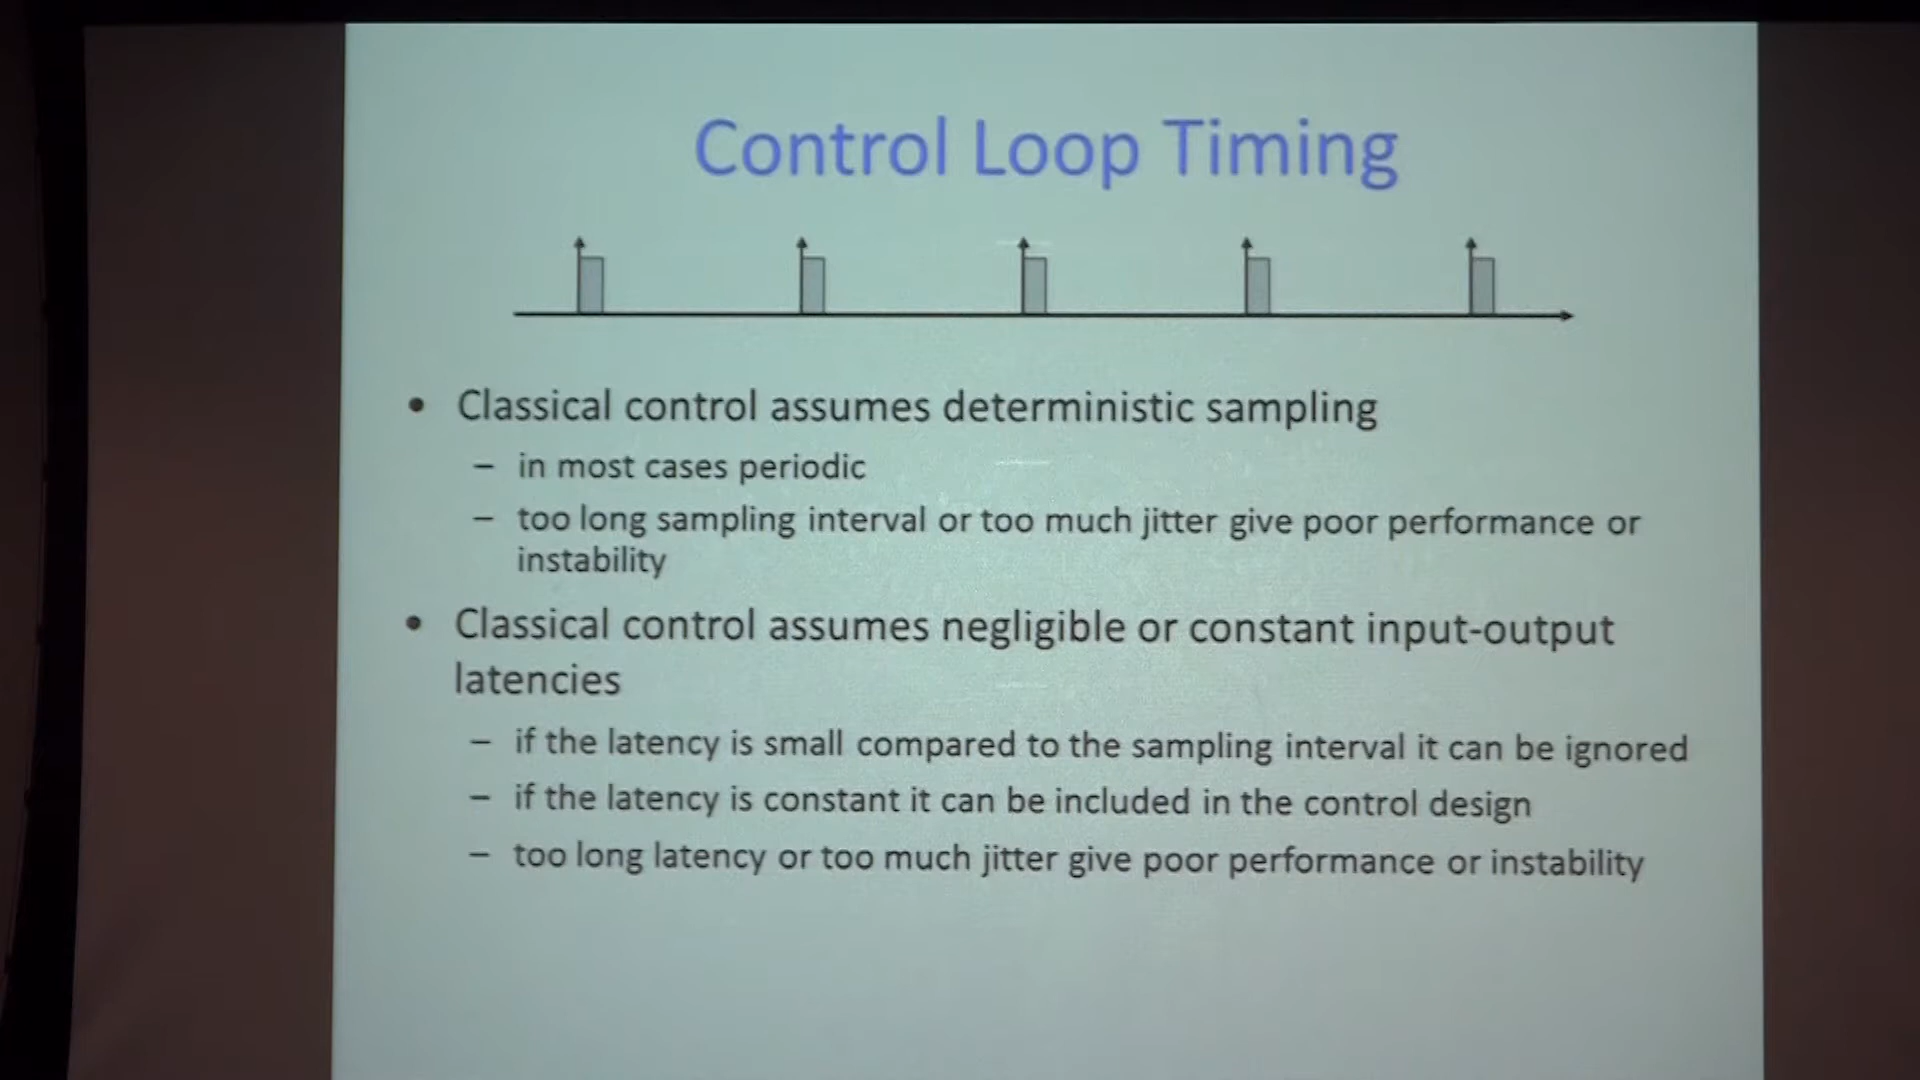 Control Loop Timing
• Classical control assumes deterministic sampling
– in most cases periodic
– too long sampling interval or too much jitter give poor performance or
instability
• Classical control assumes negligible or constant input-output
latencies
– if the latency is small compared to the sampling interval it can be ignored
– if the latency is constant it can be included in the control design
– too long latency or too much jitter give poor performance or instability